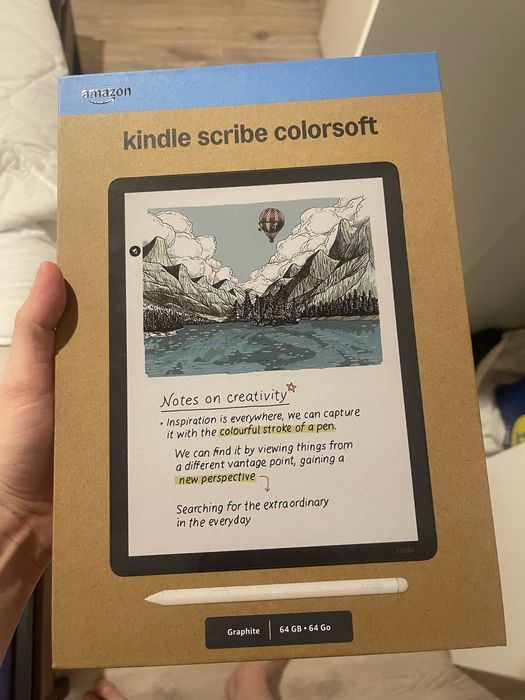 amazon
kindle scribe colorsoft
Notes on creativity
• Inspiration is everywhere, we can capture
it with the colourful stroke of a pen.
We can find it by viewing things from
a different vantage point, gaining a
new perspective
Searching for the extraordinary
in the everyday
kindle
Graphite | 64 GB • 64 Go